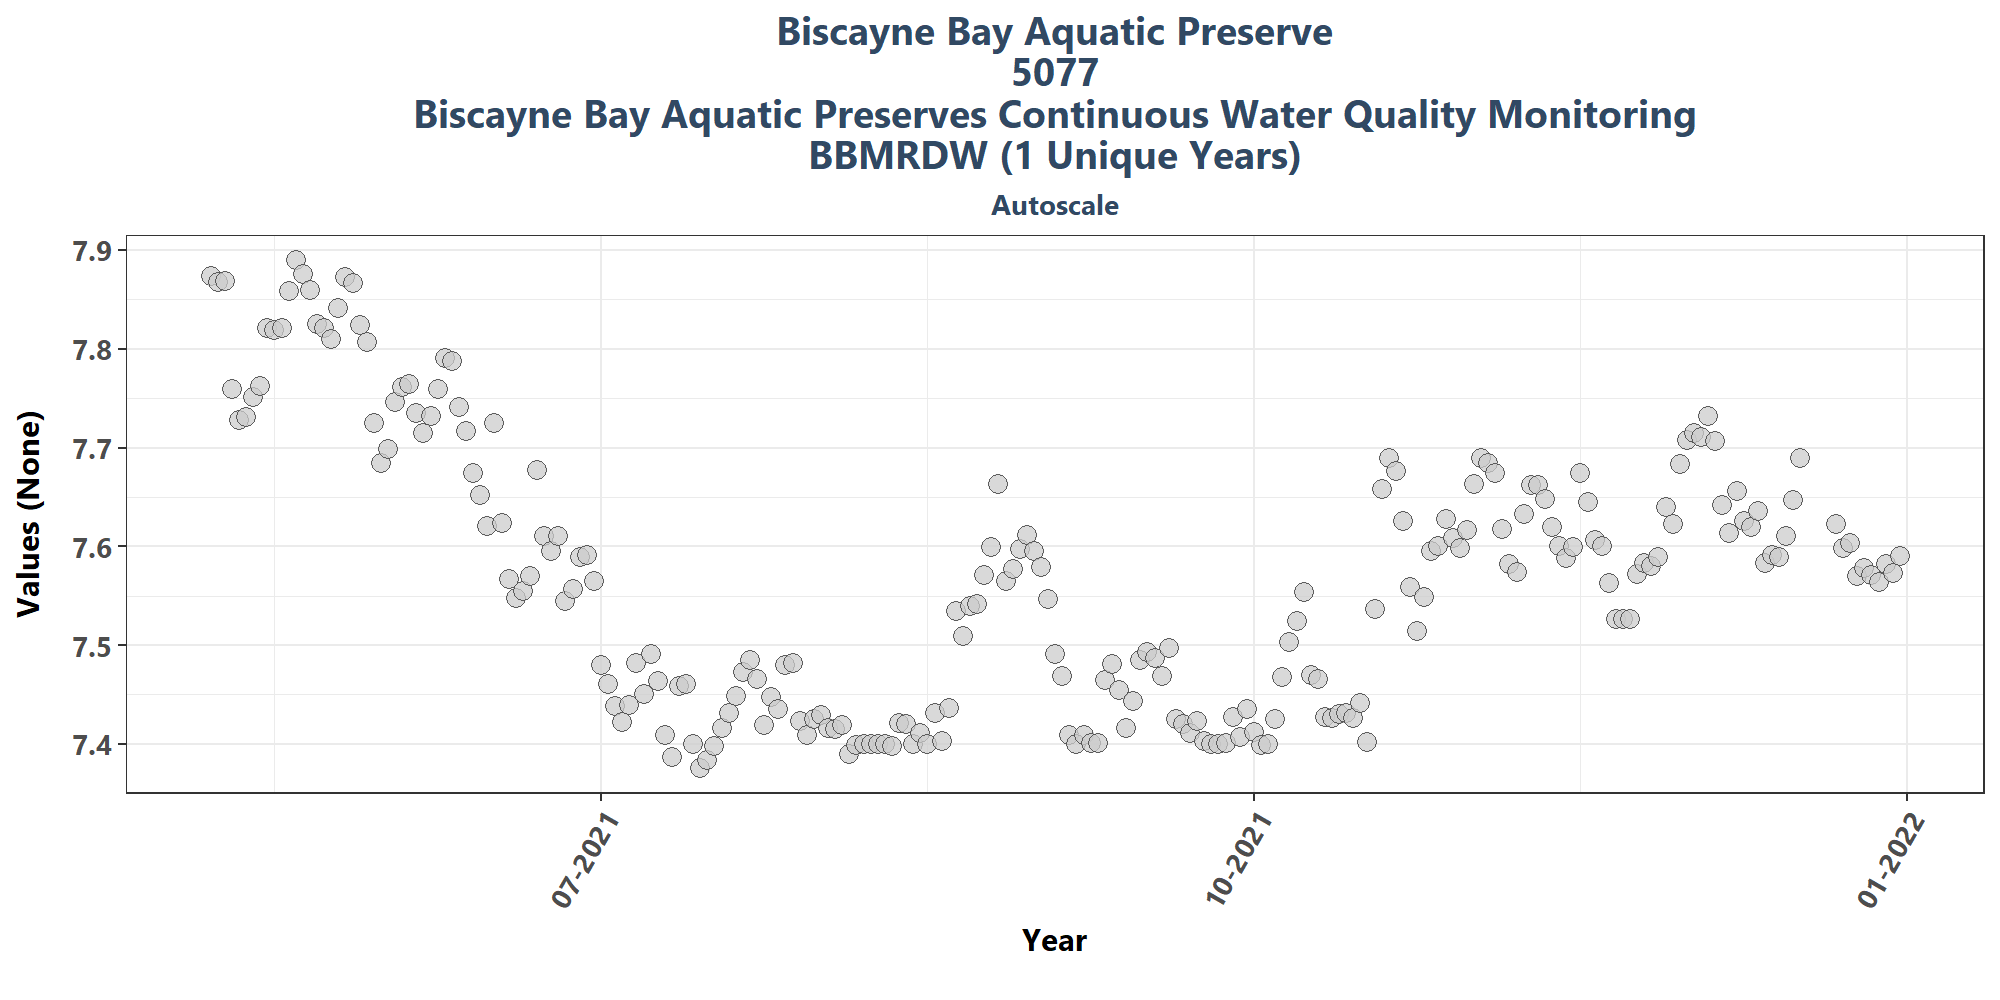 Biscayne Bay Aquatic Preserve
5077
Biscayne Bay Aquatic Preserves Continuous Water Quality Monitoring
BBMRDW (1 Unique Years)
Autoscale
Values (None)
7.9
7.8
7.7
7.6
7.5
7.4
07-2021
10-2021
01-2022
Year